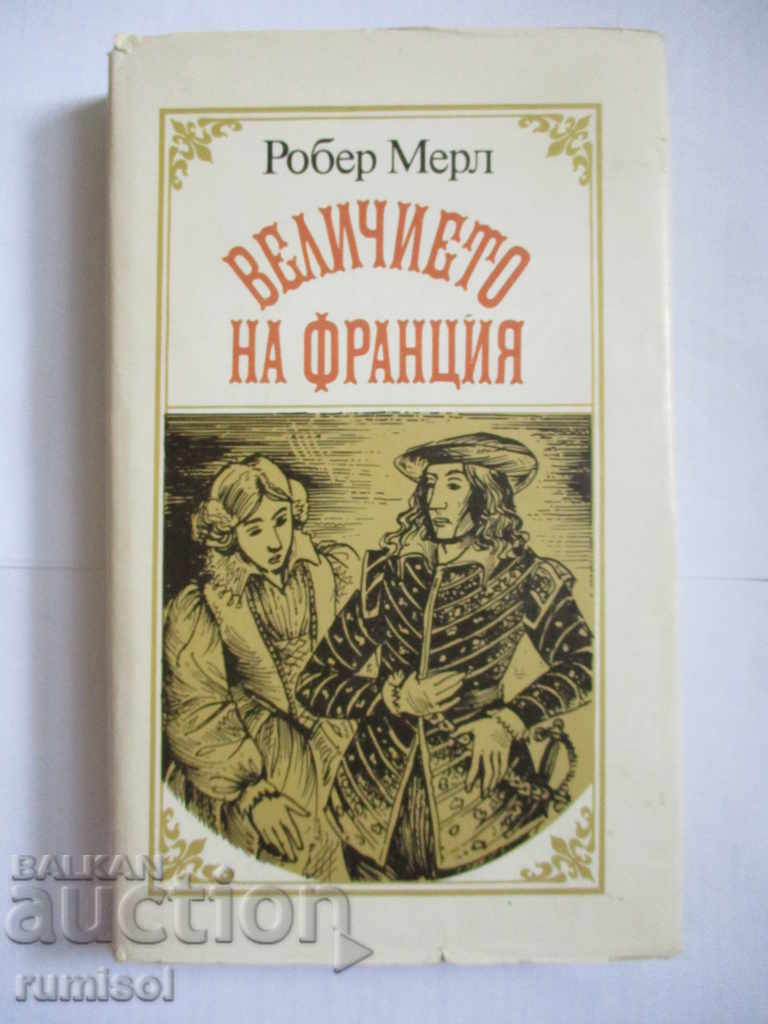 Робер Мерл
ВЕЛИЧИЕТО
НА ФРАНЦИЯ
BALKAN
auction
rumisol